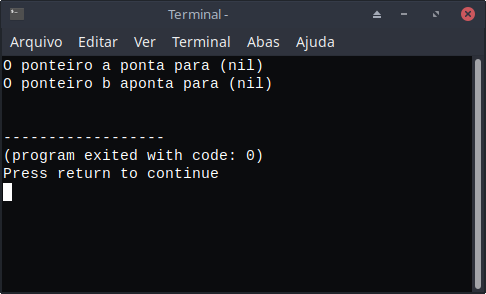 Terminal -
Arquivo Editar Ver Terminal Abas Ajuda
O ponteiro a ponta para (nil)
O ponteiro b aponta para (nil)
------------------
(program exited with code: 0)
Press return to continue